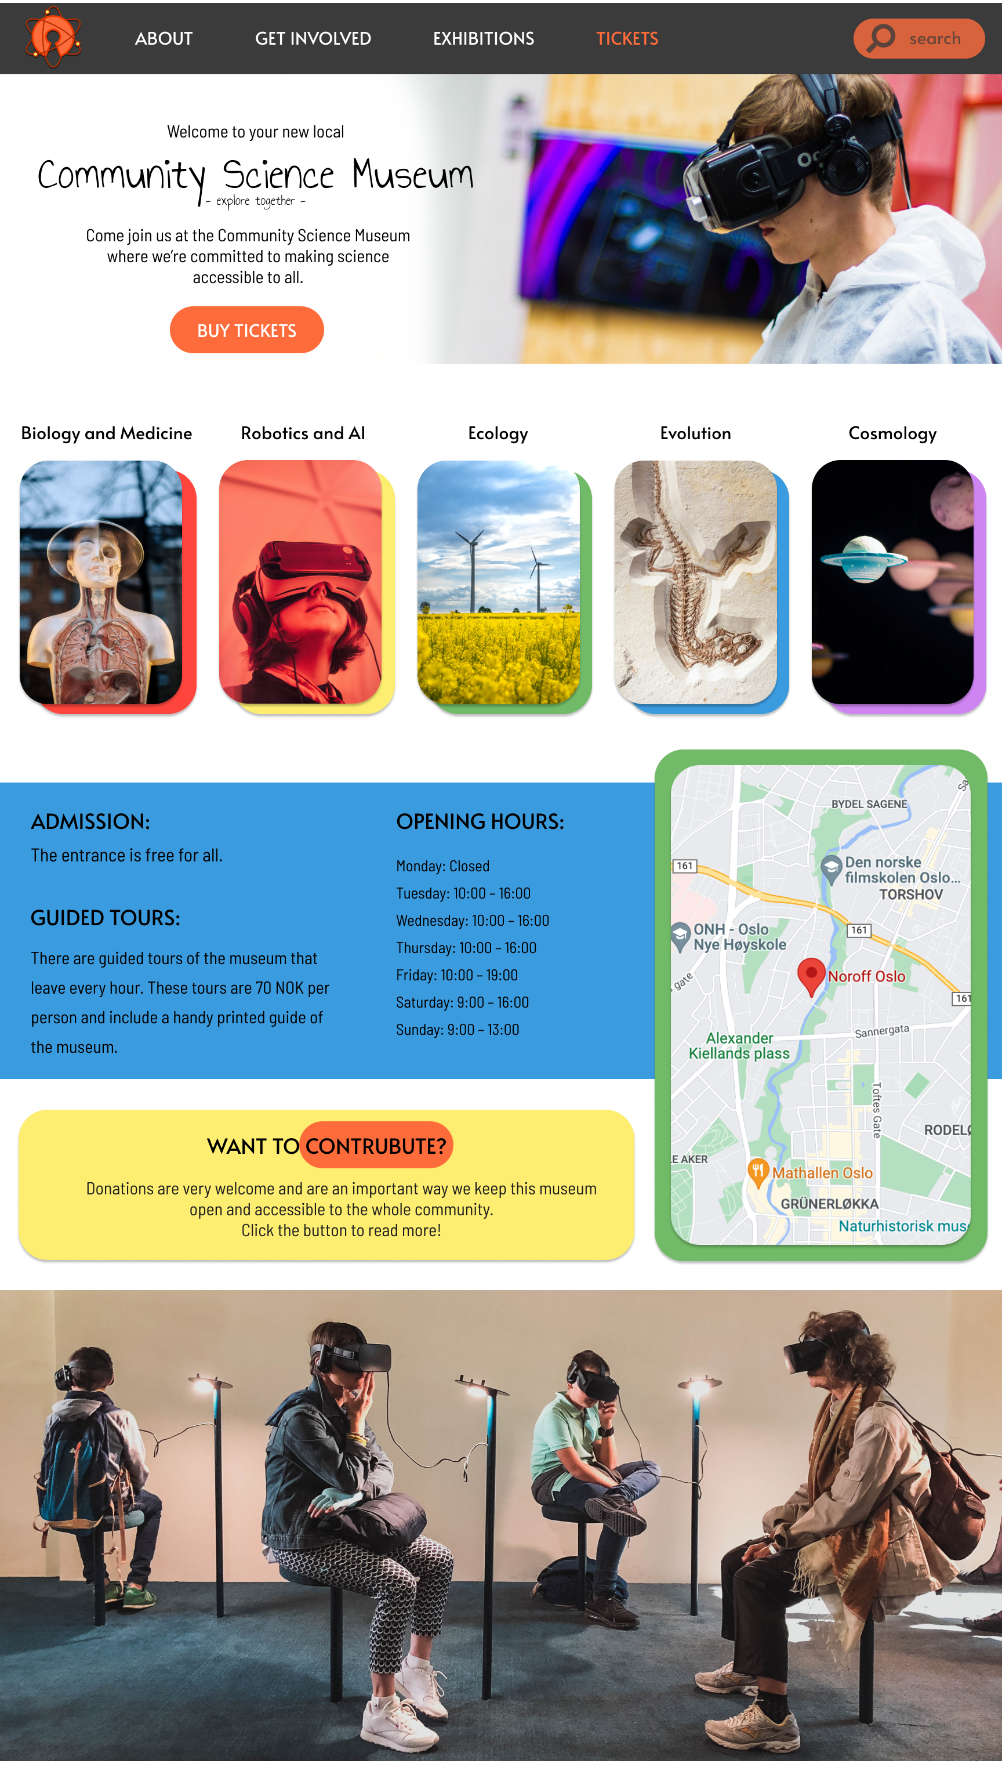 ABOUT GET INVOLVED EXHIBITIONS TICKETS search
Welcome to your new local
Community Science Museum
- explore together -
Come join us at the Community Science Museum
where we're committed to making science
accessible to all.
BUY TICKETS
Biology and Medicine
Robotics and AI
Ecology
Evolution
Cosmology
ADMISSION:
The entrance is free for all.
GUIDED TOURS:
There are guided tours of the museum that
leave every hour. These tours are 70 NOK per
person and include a handy printed guide of
the museum.
OPENING HOURS:
Monday: Closed
Tuesday: 10:00 – 16:00
Wednesday: 10:00 – 16:00
Thursday: 10:00 – 16:00
Friday: 10:00 – 19:00
Saturday: 9:00 – 16:00
Sunday: 9:00 – 13:00
Sa
BYDEL SAGENE
161
Den norske
filmskolen Oslo...
TORSHOV
161
ONH - Oslo
Nye Høyskole
gate
Noroff Oslo
161
Sannergata
Alexander
Kiellands plass
Toftes Gate
RODELØ
LE AKER
Mathallen Oslo
GRÜNERLØKKA
Naturhistorisk muse
WANT TO CONTRUBUTE?
Donations are very welcome and are an important way we keep this museum
open and accessible to the whole community.
Click the button to read more!